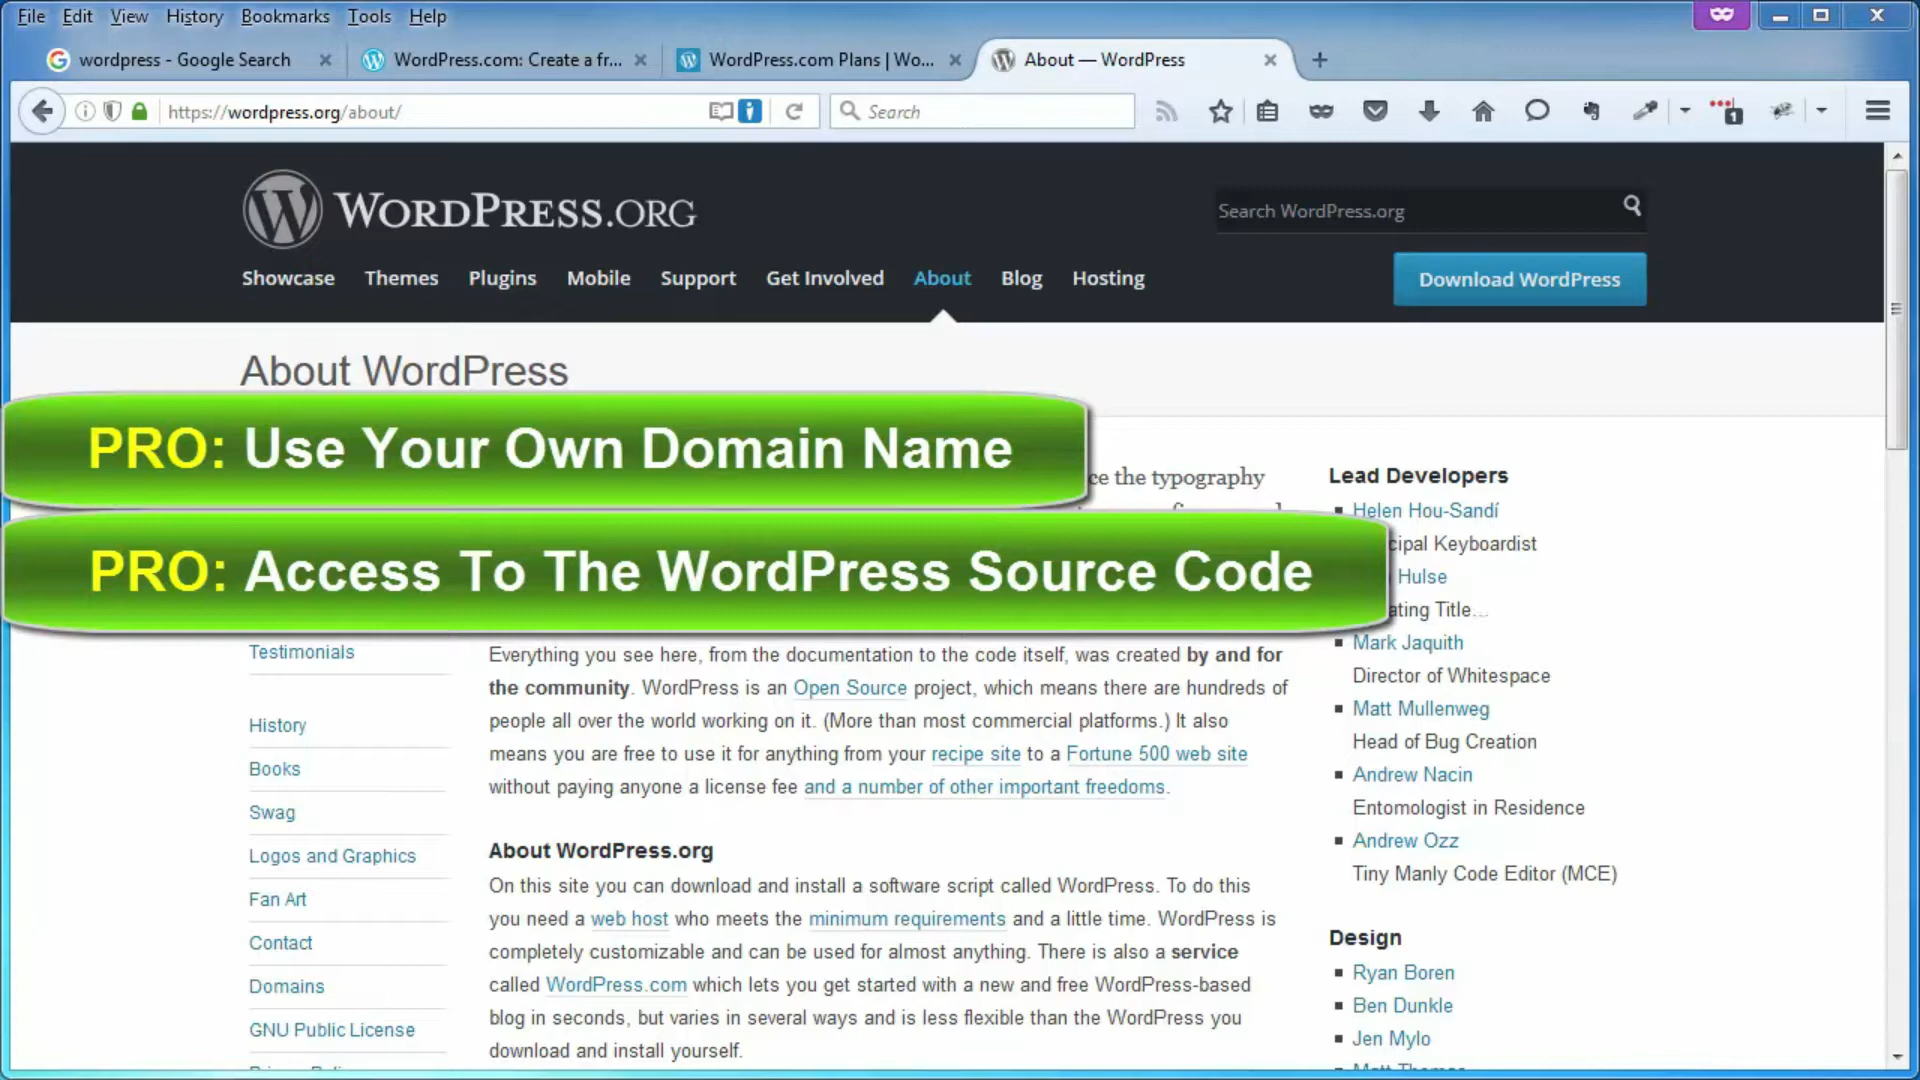 File Edit View History Bookmarks Tools Help
wordpress - Google Search
WordPress.com: Create a fr...
WordPress.com Plans | Wo...
About — WordPress
https://wordpress.org/about/
Search
1
WORDPRESS.ORG
Search WordPress.org
Showcase Themes Plugins Mobile Support Get Involved About Blog Hosting
Download WordPress
About WordPress
PRO: Use Your Own Domain Name
PRO: Access To The WordPress Source Code
ce the typography
Testimonials
History
Books
Swag
Logos and Graphics
Fan Art
Contact
Domains
GNU Public License
Everything you see here, from the documentation to the code itself, was created by and for
the community. WordPress is an Open Source project, which means there are hundreds of
people all over the world working on it. (More than most commercial platforms.) It also
means you are free to use it for anything from your recipe site to a Fortune 500 web site
without paying anyone a license fee and a number of other important freedoms.
About WordPress.org
On this site you can download and install a software script called WordPress. To do this
you need a web host who meets the minimum requirements and a little time. WordPress is
completely customizable and can be used for almost anything. There is also a service
called WordPress.com which lets you get started with a new and free WordPress-based
blog in seconds, but varies in several ways and is less flexible than the WordPress you
download and install yourself.
Lead Developers
Helen Hou-Sandí
cipal Keyboardist
Hulse
ating Title...
Mark Jaquith
Director of Whitespace
Matt Mullenweg
Head of Bug Creation
Andrew Nacin
Entomologist in Residence
Andrew Ozz
Tiny Manly Code Editor (MCE)
Design
Ryan Boren
Ben Dunkle
Jen Mylo